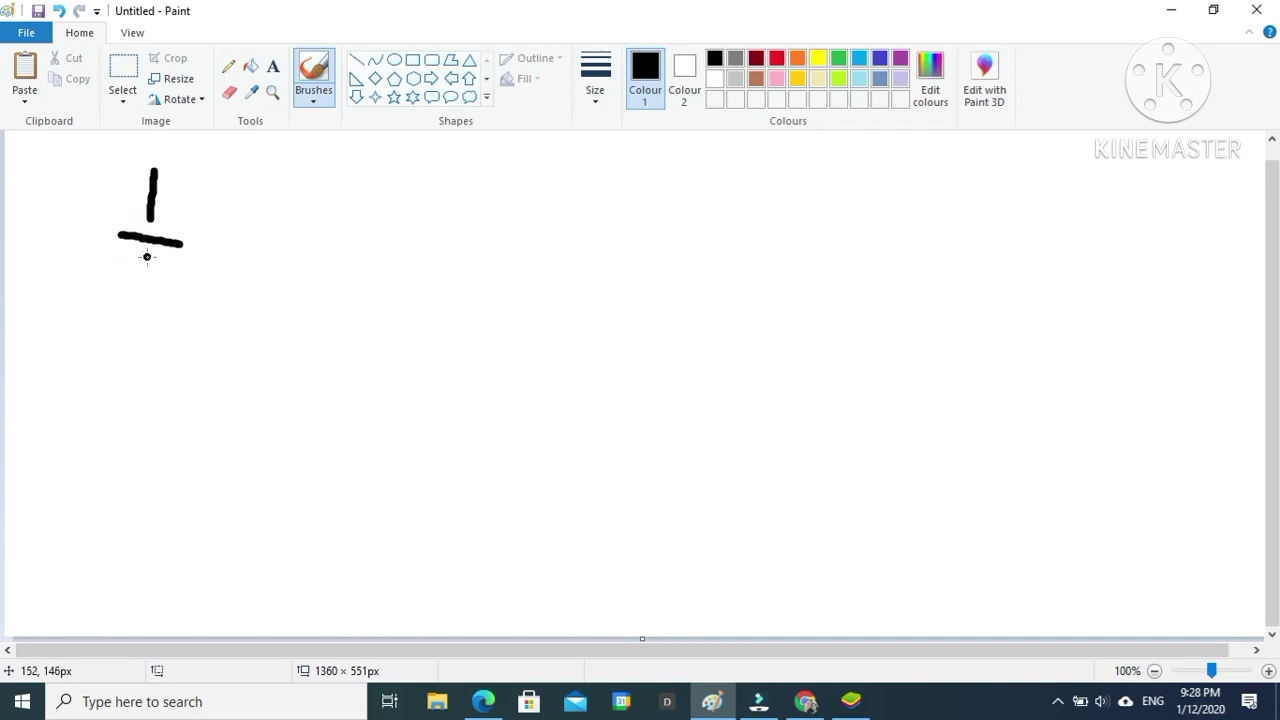 Untitled - Paint
File Home View
Paste
Cut
Copy
Clipboard
Select
Crop
Resize
Rotate
Image
A
Tools
Brushes
Shapes
Outline
Fill
Size
Colour 1
Colour 2
Edit colours
Colours
Edit with Paint 3D
K
KINEMASTER
1
152, 146px
1360 × 551px
100%
Type here to search
D
ENG
9:28 PM
1/12/2020